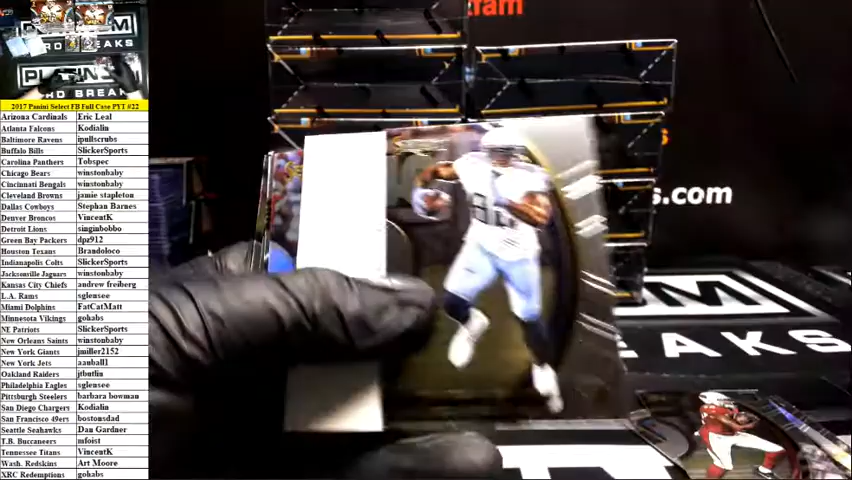 PLATINUM
CARD BREAKS
2017 Panini Select FB Full Case PYT #22
Arizona Cardinals Eric Leal
Atlanta Falcons Kodialin
Baltimore Ravens ipullscrubs
Buffalo Bills SlickerSports
Carolina Panthers Tobspec
Chicago Bears winstonbaby
Cincinnati Bengals winstonbaby
Cleveland Browns jamie stapleton
Dallas Cowboys Stephan Barnes
Denver Broncos VincentK
Detroit Lions singinbobbo
Green Bay Packers dpz912
Houston Texans Brandoloco
Indianapolis Colts SlickerSports
Jacksonville Jaguars winstonbaby
Kansas City Chiefs andrew freiberg
L.A. Rams sglensee
Miami Dolphins FatCatMatt
Minnesota Vikings gohabs
NE Patriots SlickerSports
New Orleans Saints winstonbaby
New York Giants jmiller2152
New York Jets aauball1
Oakland Raiders jtbutlin
Philadelphia Eagles sglensee
Pittsburgh Steelers barbara bowman
San Diego Chargers Kodialin
San Francisco 49ers bostonsdad
Seattle Seahawks Dan Gardner
T.B. Buccaneers mfoist
Tennessee Titans VincentK
Wash. Redskins Art Moore
XRC Redemptions gohabs
s.com
EAKS